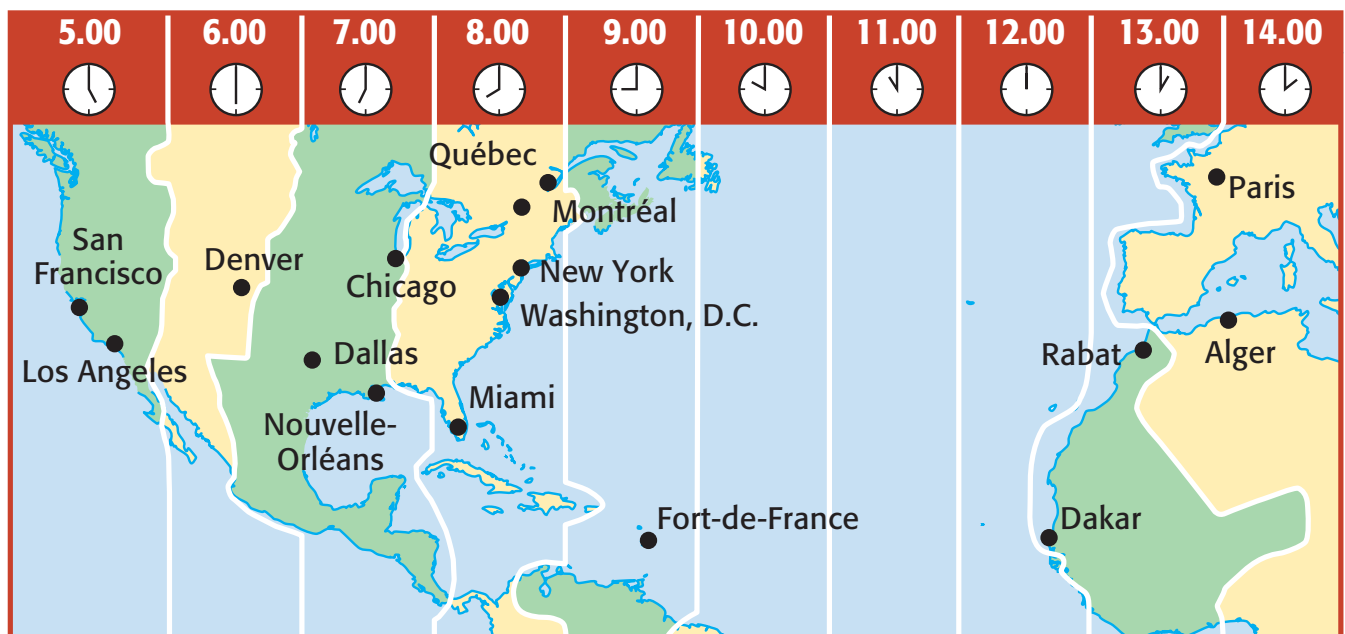 5.00 6.00 7.00 8.00 9.00 10.00 11.00 12.00 13.00 14.00
Québec
Montréal
Paris
San
Francisco
Denver
Chicago
New York
Washington, D.C.
Los Angeles
Dallas
Rabat
Alger
Nouvelle-
Orléans
Miami
Fort-de-France
Dakar